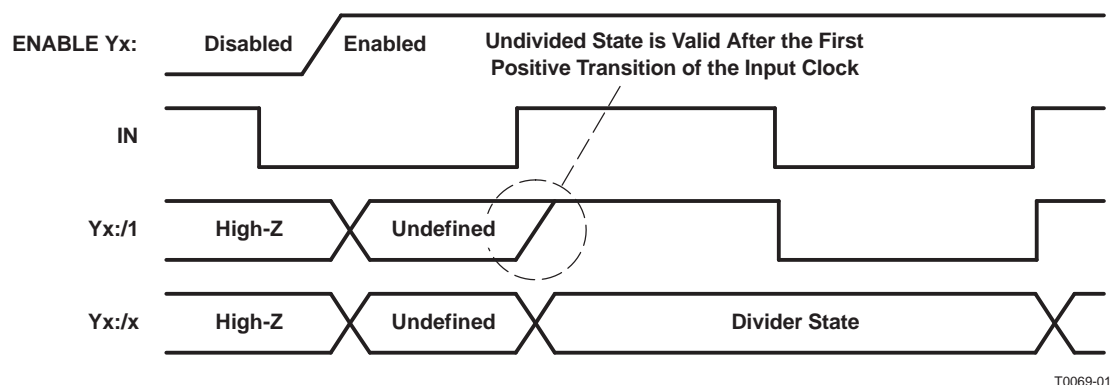 ENABLE Yx: Disabled Enabled
Undivided State is Valid After the First
Positive Transition of the Input Clock
IN
Yx:/1 High-Z Undefined
Yx:/x High-Z Undefined Divider State
T0069-01